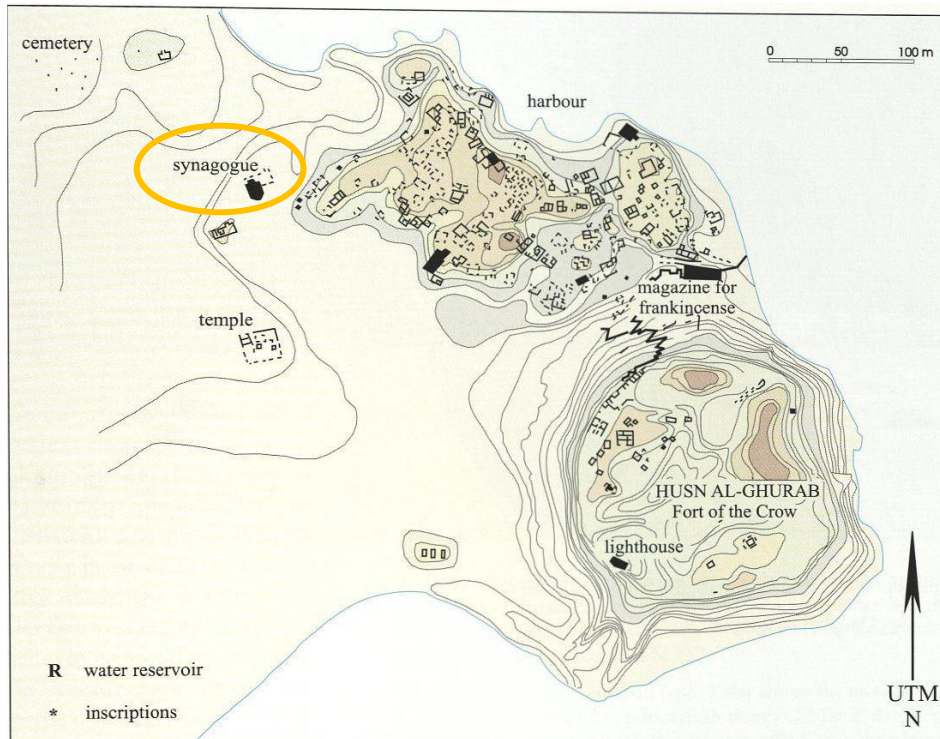 cemetery
synagogue
harbour
0 50 100 m
magazine for
frankincense
temple
HUSN AL-GHURAB
Fort of the Crow
lighthouse
R water reservoir
* inscriptions
UTM
N